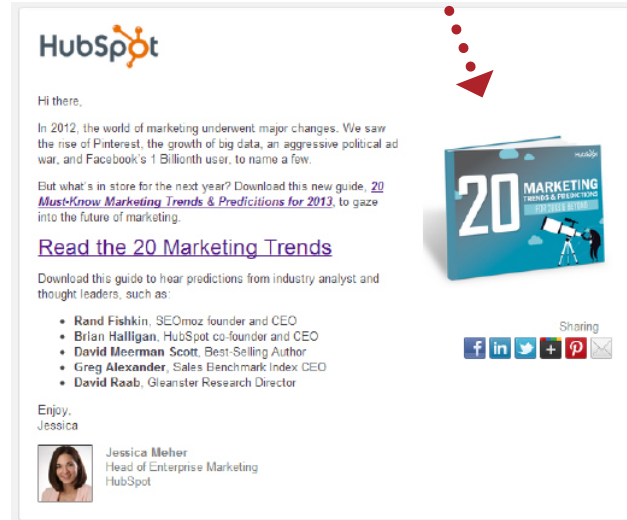 HubSpot
Hi there,
In 2012, the world of marketing underwent major changes. We saw
the rise of Pinterest, the growth of big data, an aggressive political ad
war, and Facebook's 1 Billionth user, to name a few.
But what's in store for the next year? Download this new guide, 20
Must-Know Marketing Trends & Predicitions for 2013, to gaze
into the future of marketing.
Read the 20 Marketing Trends
Download this guide to hear predictions from industry analyst and
thought leaders, such as:
• Rand Fishkin, SEOmoz founder and CEO
• Brian Halligan, HubSpot co-founder and CEO
• David Meerman Scott, Best-Selling Author
• Greg Alexander, Sales Benchmark Index CEO
• David Raab, Gleanster Research Director
Enjoy,
Jessica
Jessica Meher
Head of Enterprise Marketing
HubSpot
HubSpot
20 MARKETING
TRENDS & PREDICTIONS
FOR 2013 & BEYOND
Sharing